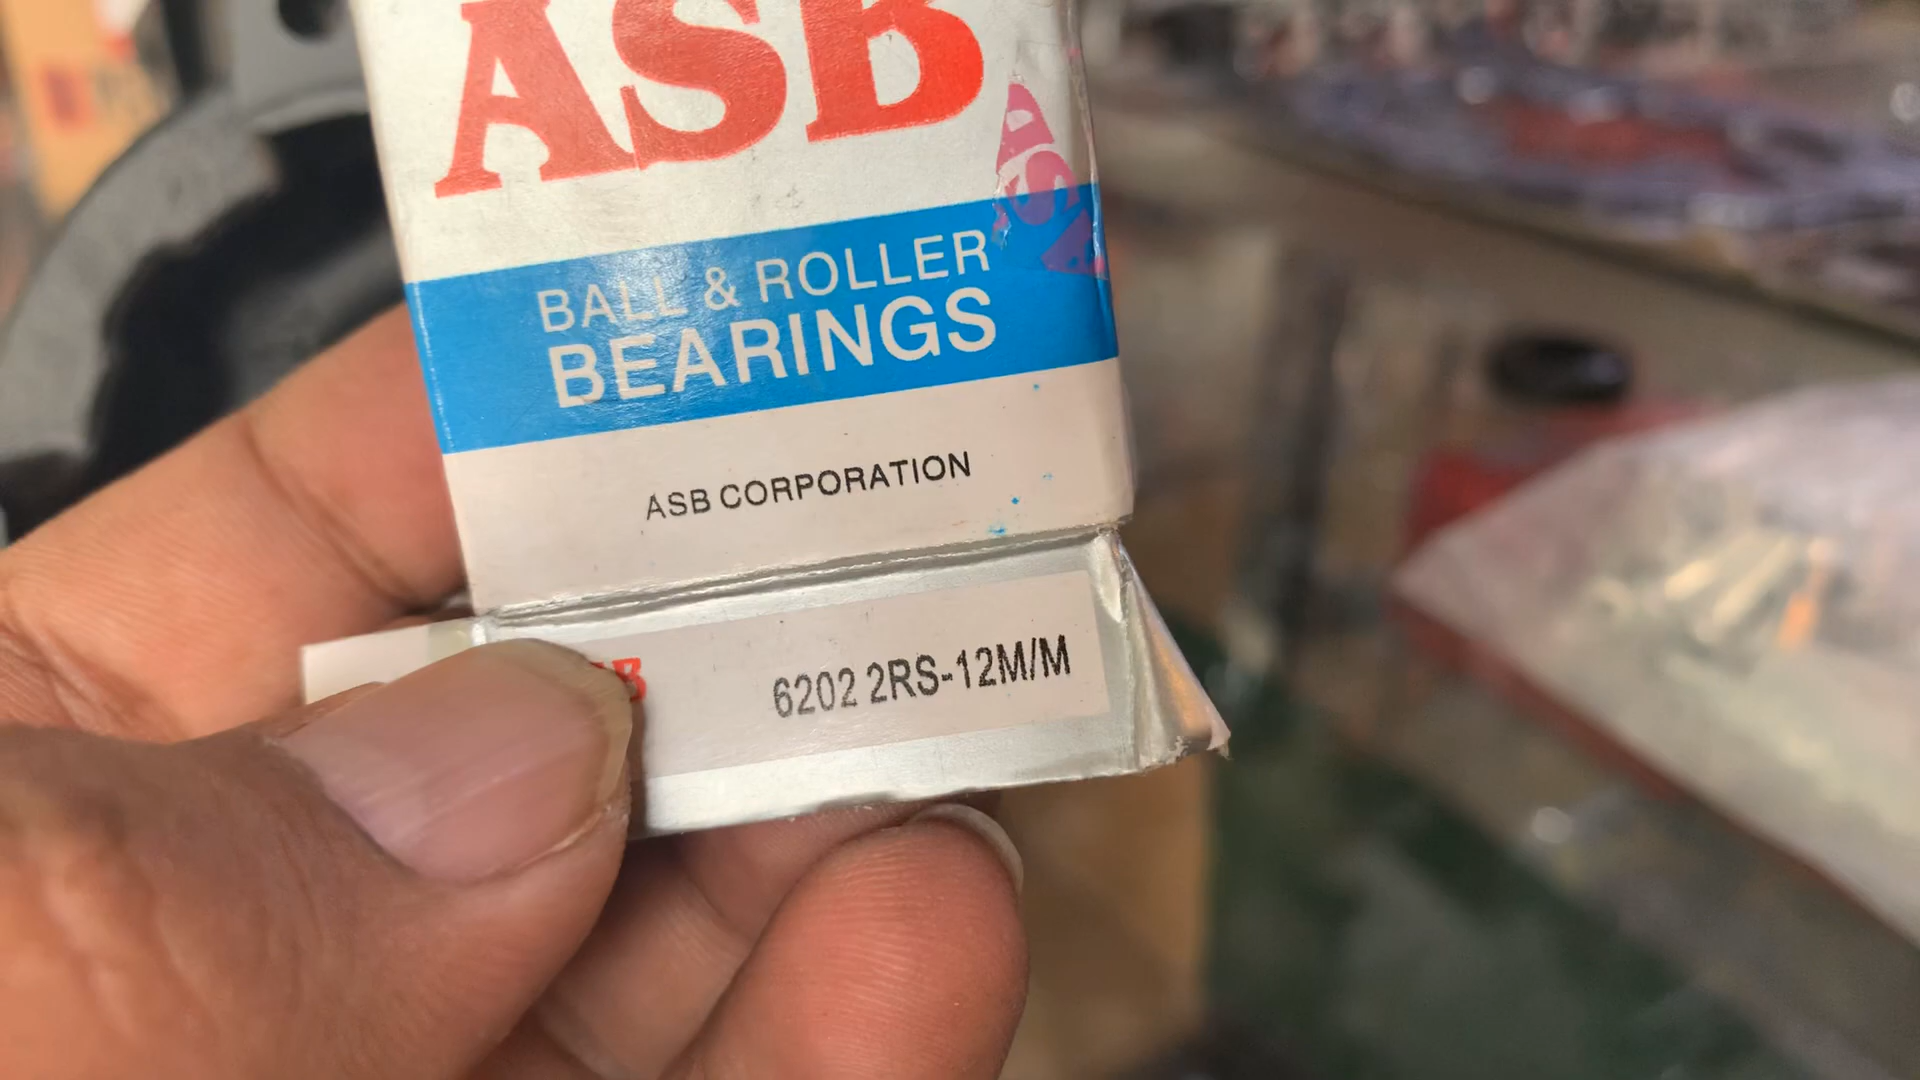 ASB
BALL & ROLLER
BEARINGS
ASB CORPORATION
6202 2RS-12M/M